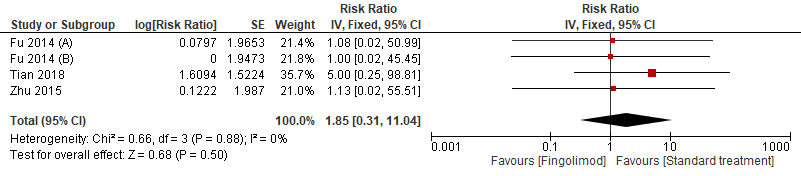 Risk Ratio Risk Ratio
Study or Subgroup log[Risk Ratio] SE Weight IV, Fixed, 95% CI IV, Fixed, 95% CI
Fu 2014 (A) 0.0797 1.9653 21.4% 1.08 [0.02, 50.99]
Fu 2014 (B) 0 1.9473 21.8% 1.00 [0.02, 45.45]
Tian 2018 1.6094 1.5224 35.7% 5.00 [0.25, 98.81]
Zhu 2015 0.1222 1.987 21.0% 1.13 [0.02, 55.51]
Total (95% CI) 100.0% 1.85 [0.31, 11.04]
Heterogeneity: Chi² = 0.66, df = 3 (P = 0.88); I² = 0%
Test for overall effect: Z = 0.68 (P = 0.50)
0.001 0.1 1 10 1000
Favours [Fingolimod] Favours [Standard treatment]